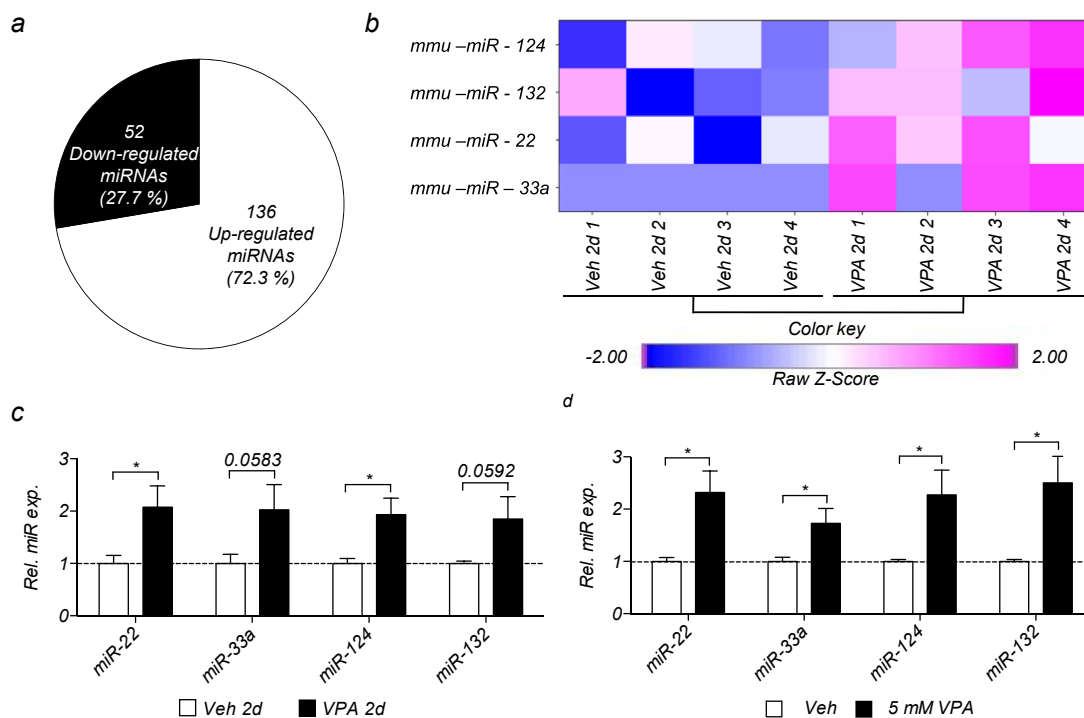 a
52
Down-regulated
miRNAs
(27.7 %)
136
Up-regulated
miRNAs
(72.3 %)
b
mmu –miR - 124
mmu –miR - 132
mmu –miR - 22
mmu –miR – 33a
Veh 2d 1
Veh 2d 2
Veh 2d 3
Veh 2d 4
VPA 2d 1
VPA 2d 2
VPA 2d 3
VPA 2d 4
Color key
-2.00
2.00
Raw Z-Score
c
Rel. miR exp.
3
2
1
0
*
0.0583
*
0.0592
miR-22
miR-33a
miR-124
miR-132
Veh 2d
VPA 2d
d
Rel. miR exp.
3
2
1
0
*
*
*
*
miR-22
miR-33a
miR-124
miR-132
Veh
5 mM VPA